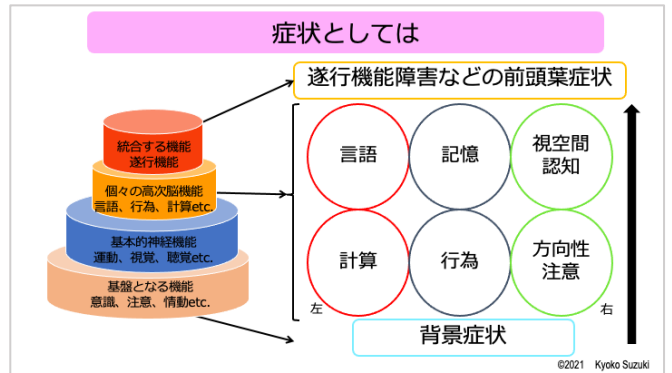 症状としては
遂行機能障害などの前頭葉症状
統合する機能
遂行機能
個々の高次脳機能
言語、行為、計算etc.
基本的神経機能
運動、視覚、聴覚etc.
基盤となる機能
意識、注意、情動etc.
言語
記憶
視空間
認知
計算
行為
方向性
注意
左
右
背景症状
©2021 Kyoko Suzuki